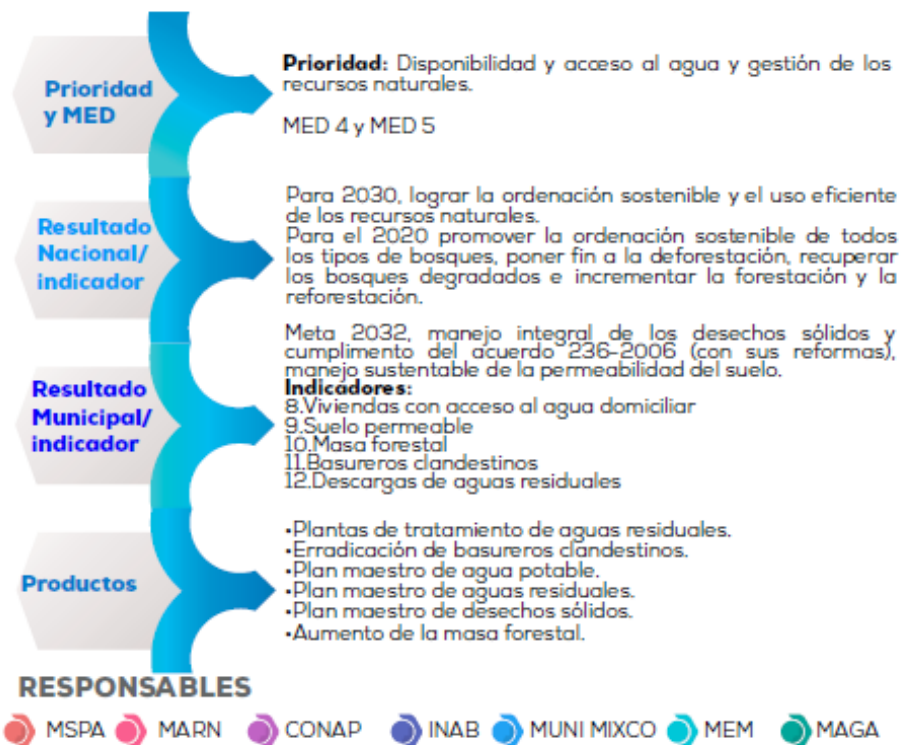 Prioridad y MED
Prioridad: Disponibilidad y acceso al agua y gestión de los
recursos naturales.
MED 4 y MED 5
Resultado
Nacional/
indicador
Para 2030, lograr la ordenación sostenible y el uso eficiente
de los recursos naturales.
Para el 2020 promover la ordenación sostenible de todos
los tipos de bosques, poner fin a la deforestación, recuperar
los bosques degradados e incrementar la forestación y la
reforestación.
Resultado
Municipal/
indicador
Meta 2032, manejo integral de los desechos sólidos y
cumplimento del acuerdo 236-2006 (con sus reformas),
manejo sustentable de la permeabilidad del suelo.
Indicadores:
8.Viviendas con acceso al agua domiciliar
9.Suelo permeable
10.Masa forestal
11.Basureros clandestinos
12.Descargas de aguas residuales
Productos
•Plantas de tratamiento de aguas residuales.
•Erradicación de basureros clandestinos.
•Plan maestro de agua potable.
•Plan maestro de aguas residuales.
•Plan maestro de desechos sólidos.
•Aumento de la masa forestal.
RESPONSABLES
MSPA MARN CONAP INAB MUNI MIXCO MEM MAGA